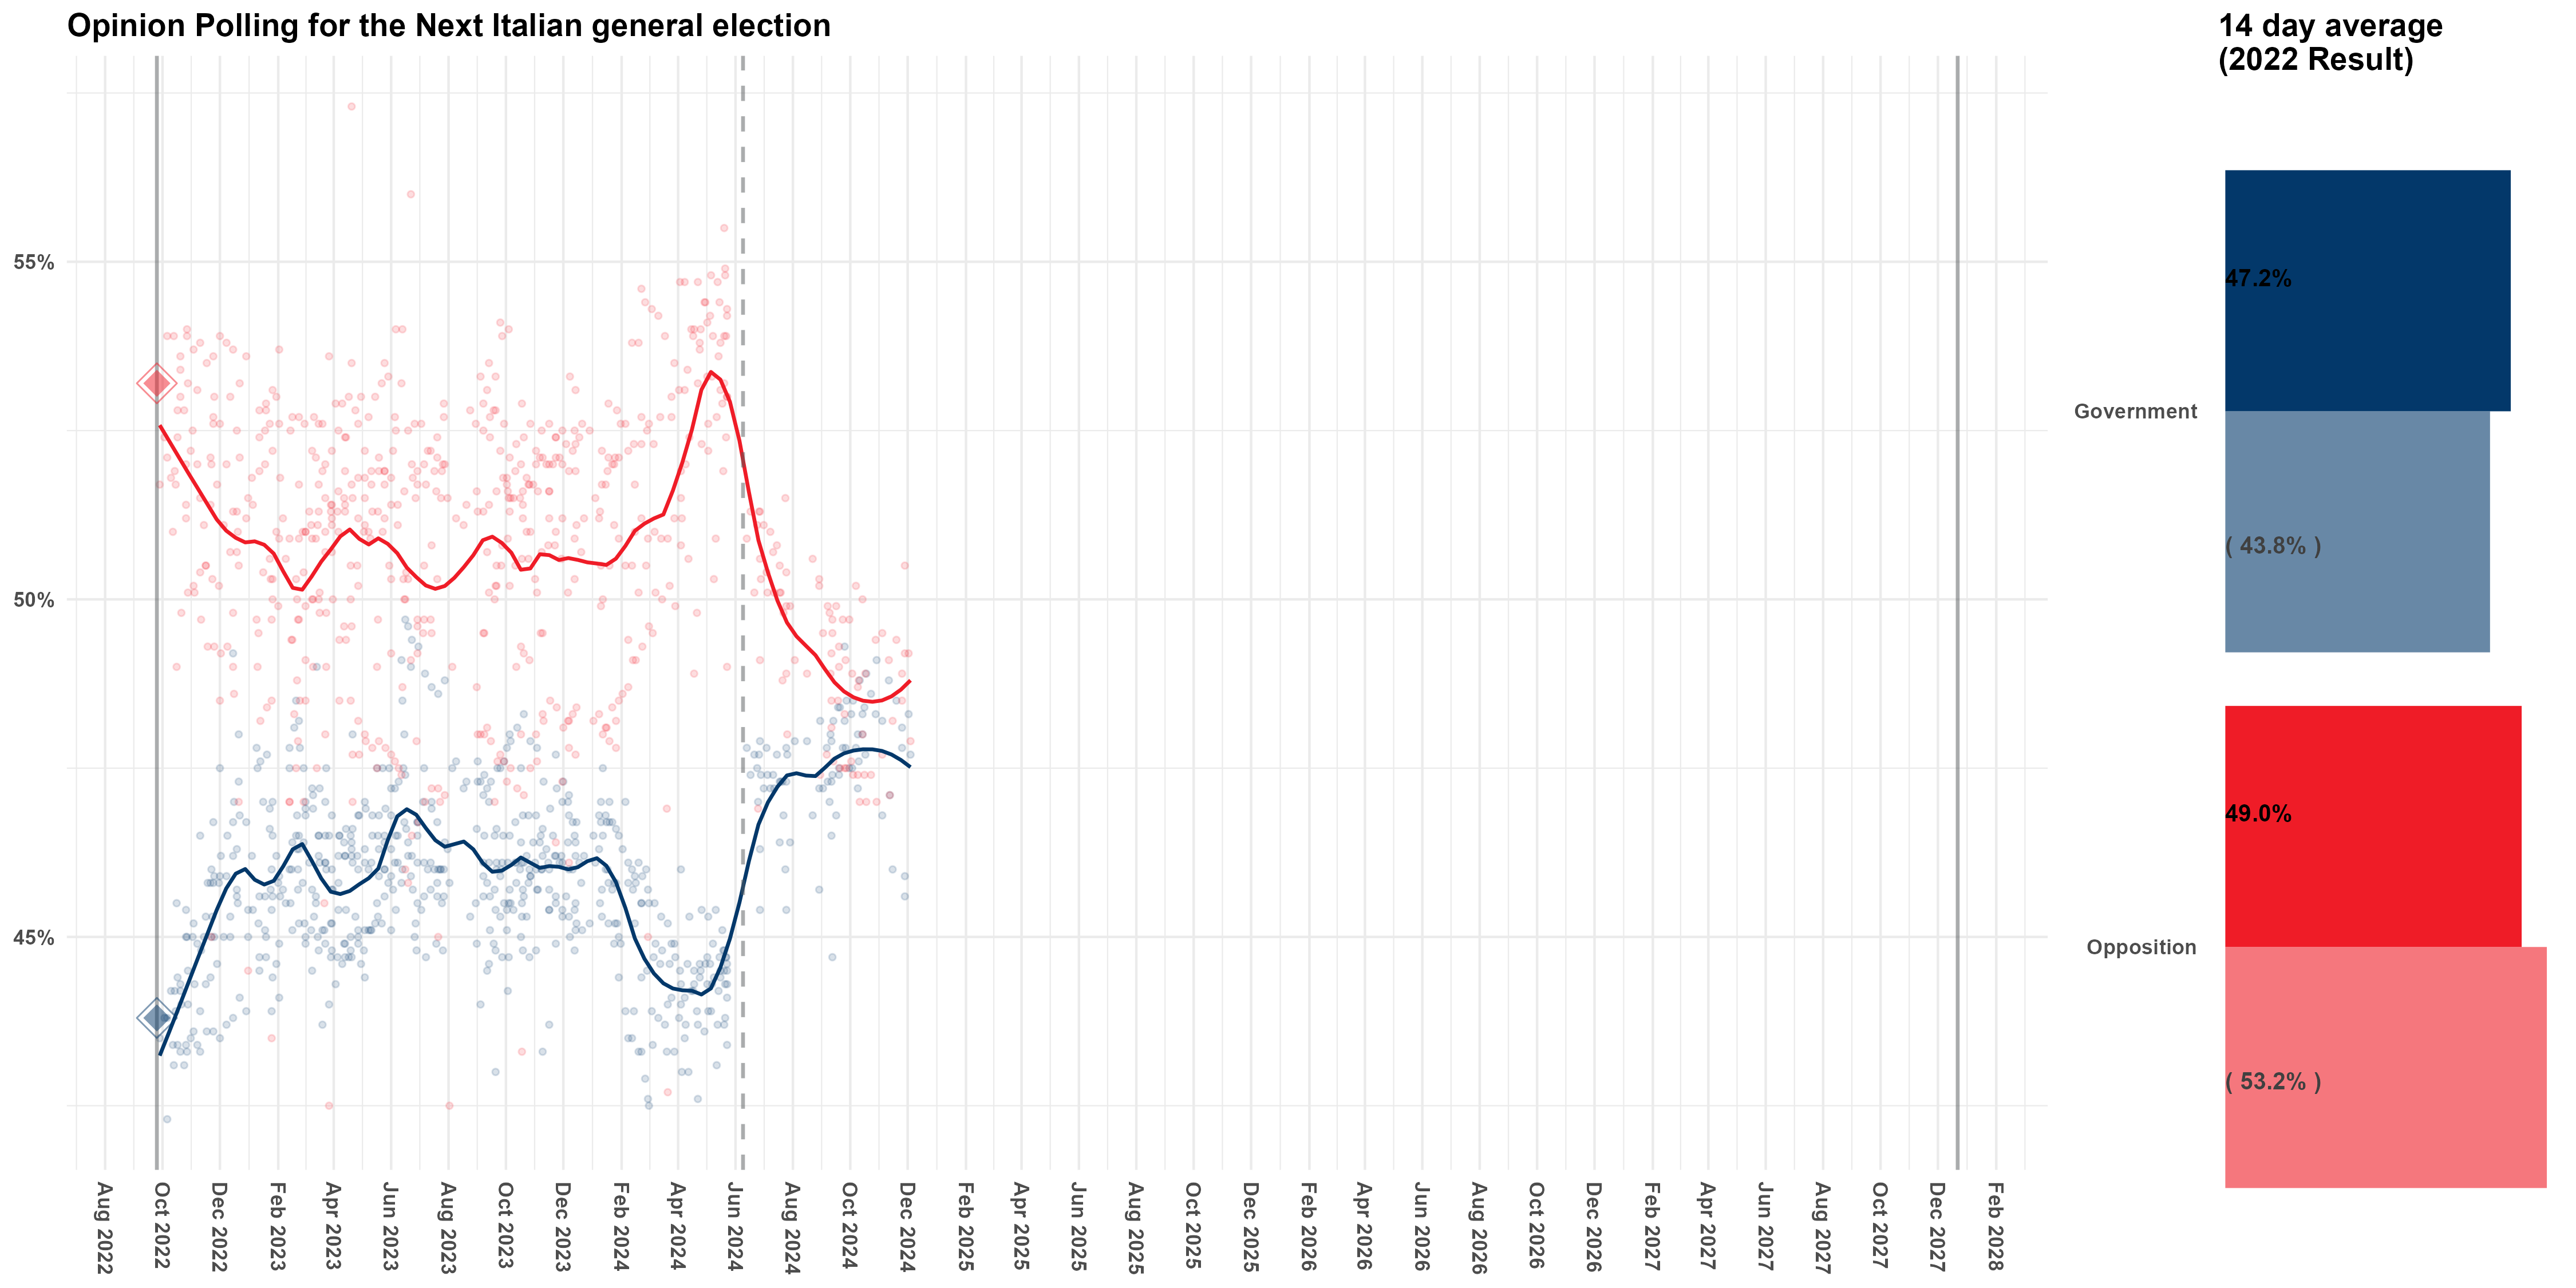 Opinion Polling for the Next Italian general election
14 day average
(2022 Result)
55%
50%
45%
Government
Opposition
47.2%
( 43.8% )
49.0%
( 53.2% )
Aug 2022
Oct 2022
Dec 2022
Feb 2023
Apr 2023
Jun 2023
Aug 2023
Oct 2023
Dec 2023
Feb 2024
Apr 2024
Jun 2024
Aug 2024
Oct 2024
Dec 2024
Feb 2025
Apr 2025
Jun 2025
Aug 2025
Oct 2025
Dec 2025
Feb 2026
Apr 2026
Jun 2026
Aug 2026
Oct 2026
Dec 2026
Feb 2027
Apr 2027
Jun 2027
Aug 2027
Oct 2027
Dec 2027
Feb 2028